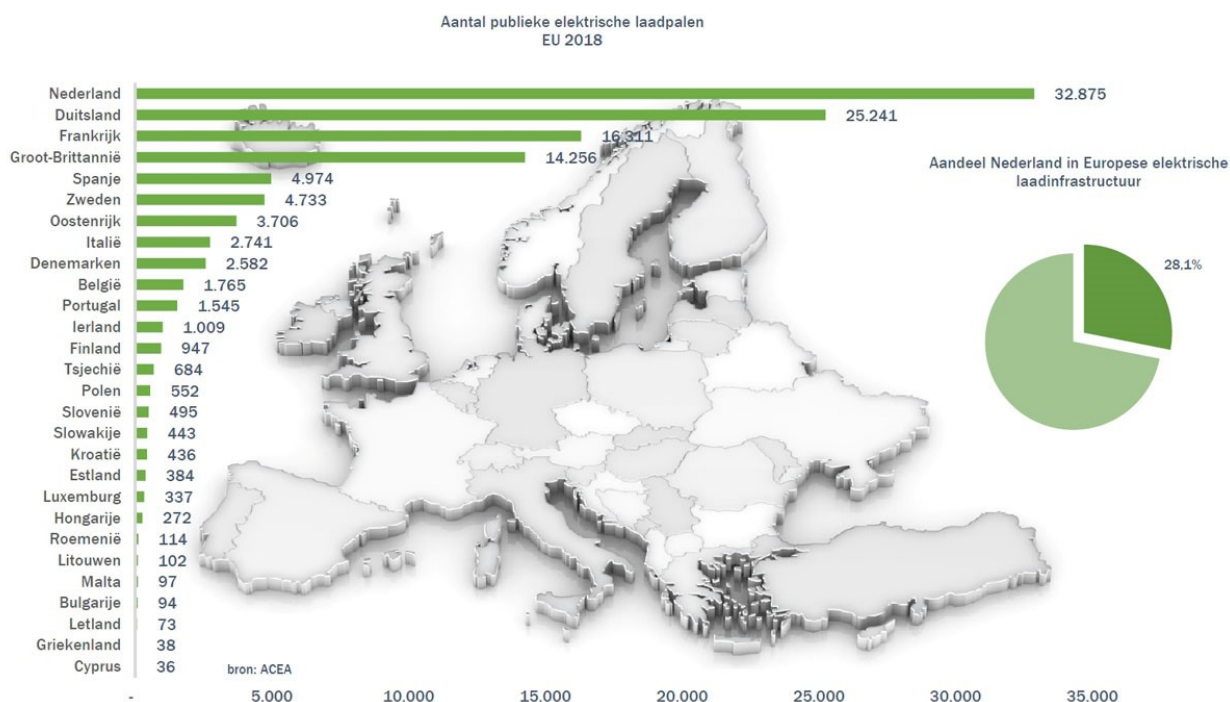 Aantal publieke elektrische laadpalen
EU 2018
Nederland 32.875
Duitsland 25.241
Frankrijk 16.311
Groot-Brittannië 14.256
Spanje 4.974
Zweden 4.733
Oostenrijk 3.706
Italië 2.741
Denemarken 2.582
België 1.765
Portugal 1.545
Ierland 1.009
Finland 947
Tsjechië 684
Polen 552
Slovenië 495
Slowakije 443
Kroatië 436
Estland 384
Luxemburg 337
Hongarije 272
Roemenië 114
Litouwen 102
Malta 97
Bulgarije 94
Letland 73
Griekenland 38
Cyprus 36
bron: ACEA
- 5.000 10.000 15.000 20.000 25.000 30.000 35.000
Aandeel Nederland in Europese elektrische
laadinfrastructuur
28,1%